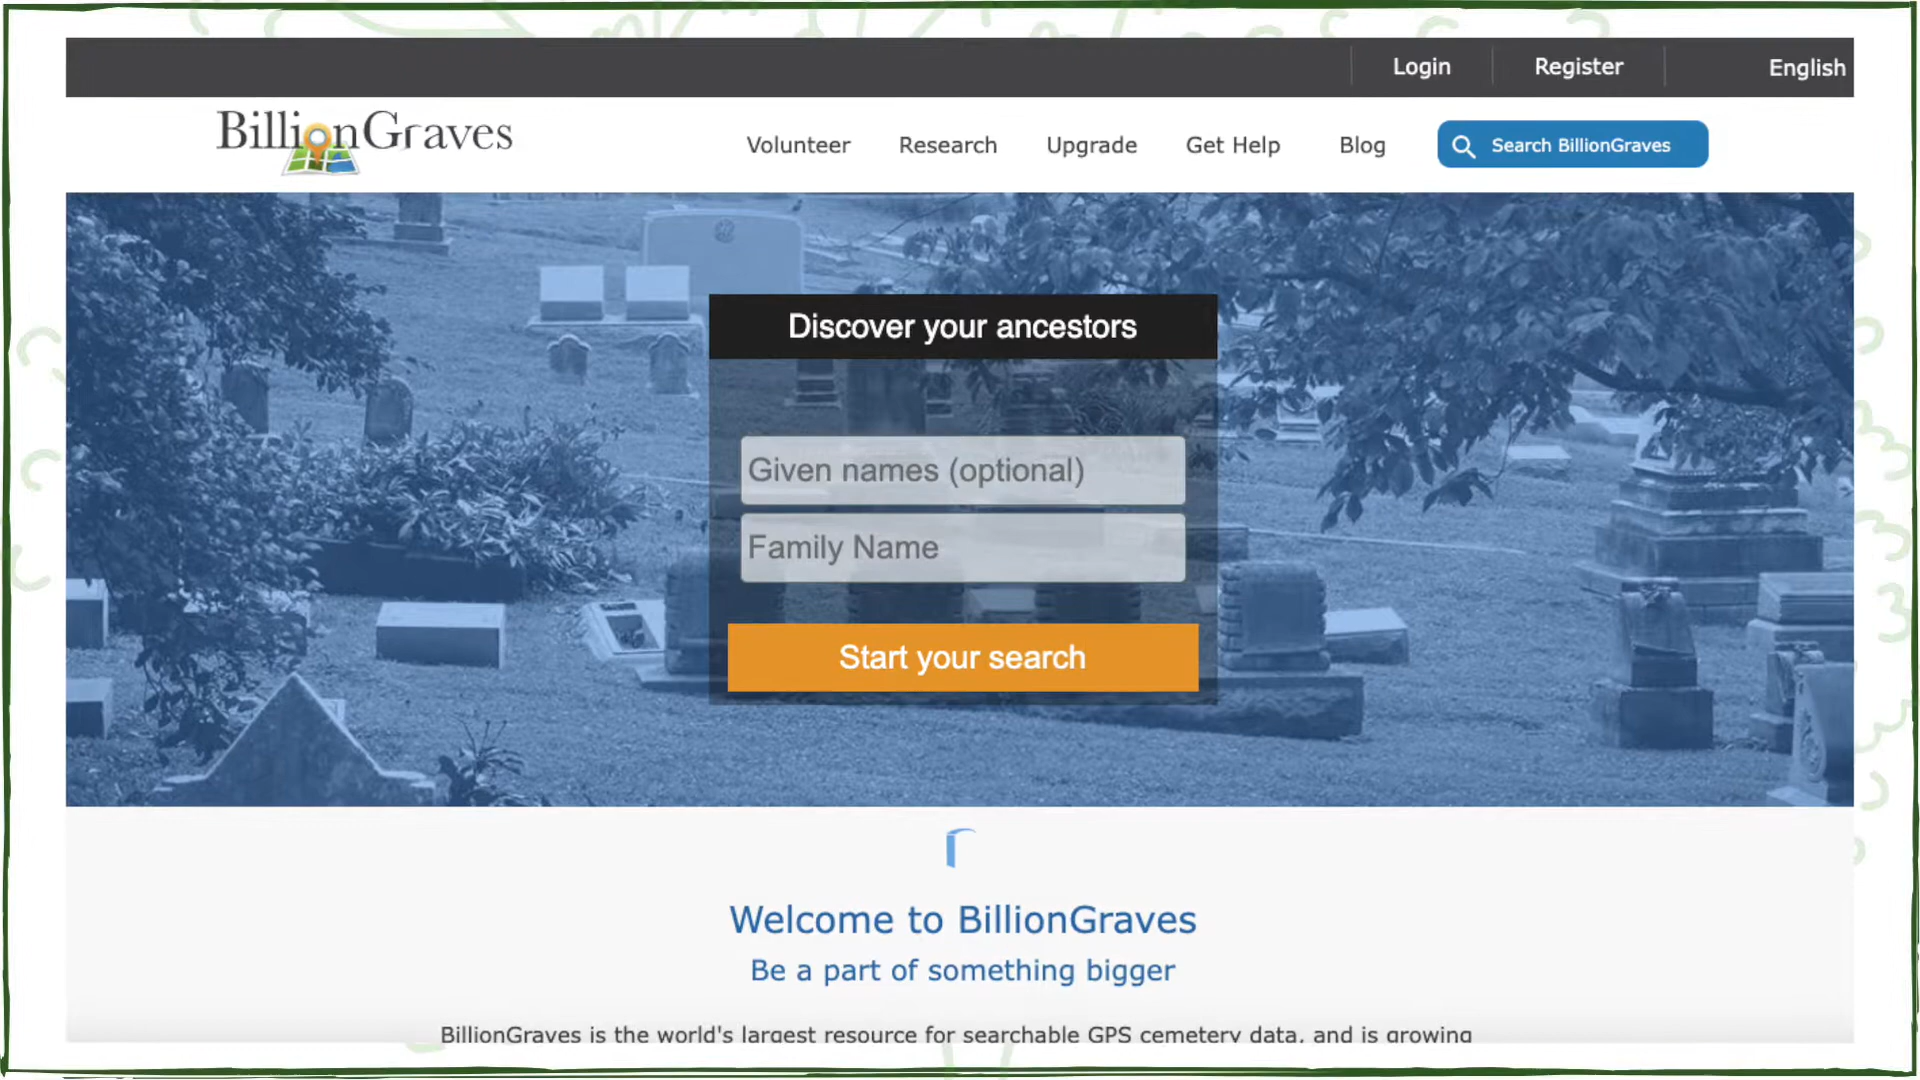 Login Register English
BillionGraves Volunteer Research Upgrade Get Help Blog Search BillionGraves
Discover your ancestors
Given names (optional)
Family Name
Start your search
Welcome to BillionGraves
Be a part of something bigger
BillionGraves is the world's largest resource for searchable GPS cemetery data, and is growing